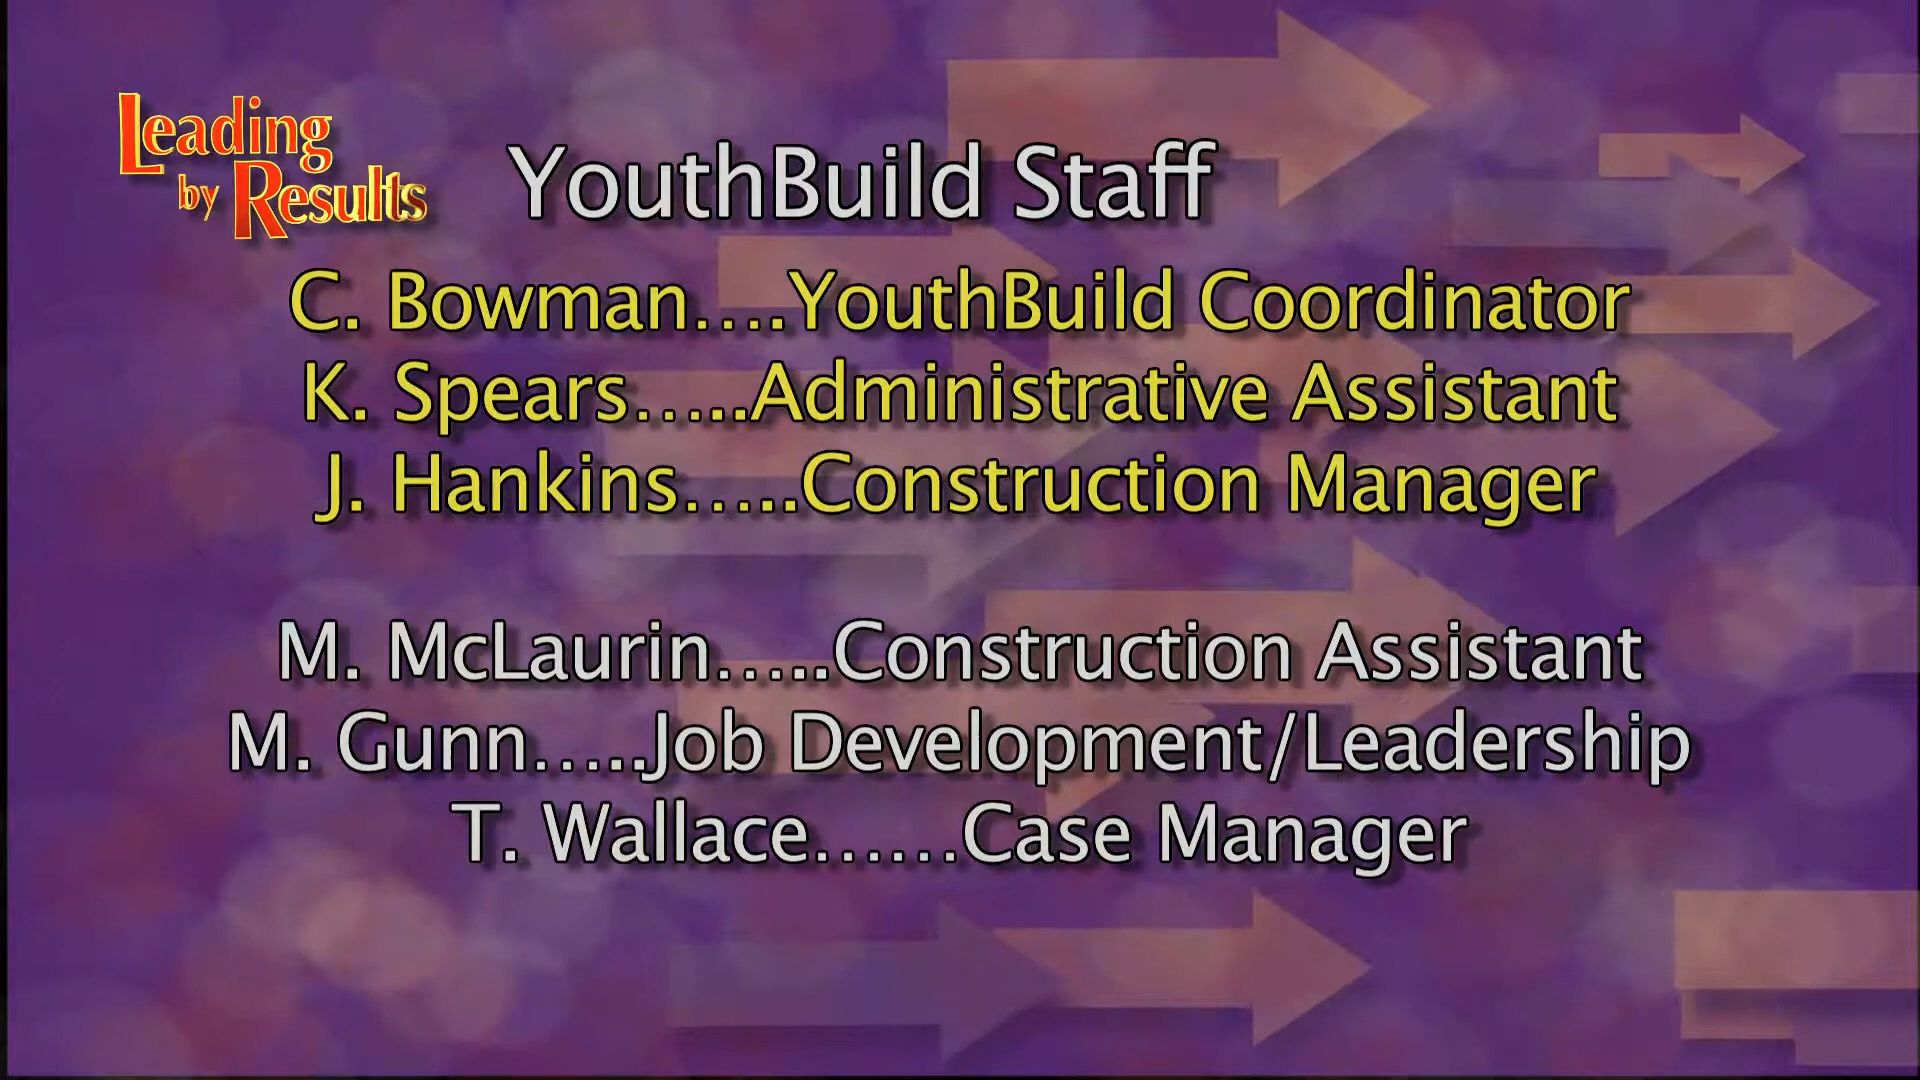 Leading
by Results
YouthBuild Staff
C. Bowman….YouthBuild Coordinator
K. Spears…..Administrative Assistant
J. Hankins…..Construction Manager
M. McLaurin…..Construction Assistant
M. Gunn…..Job Development/Leadership
T. Wallace……Case Manager